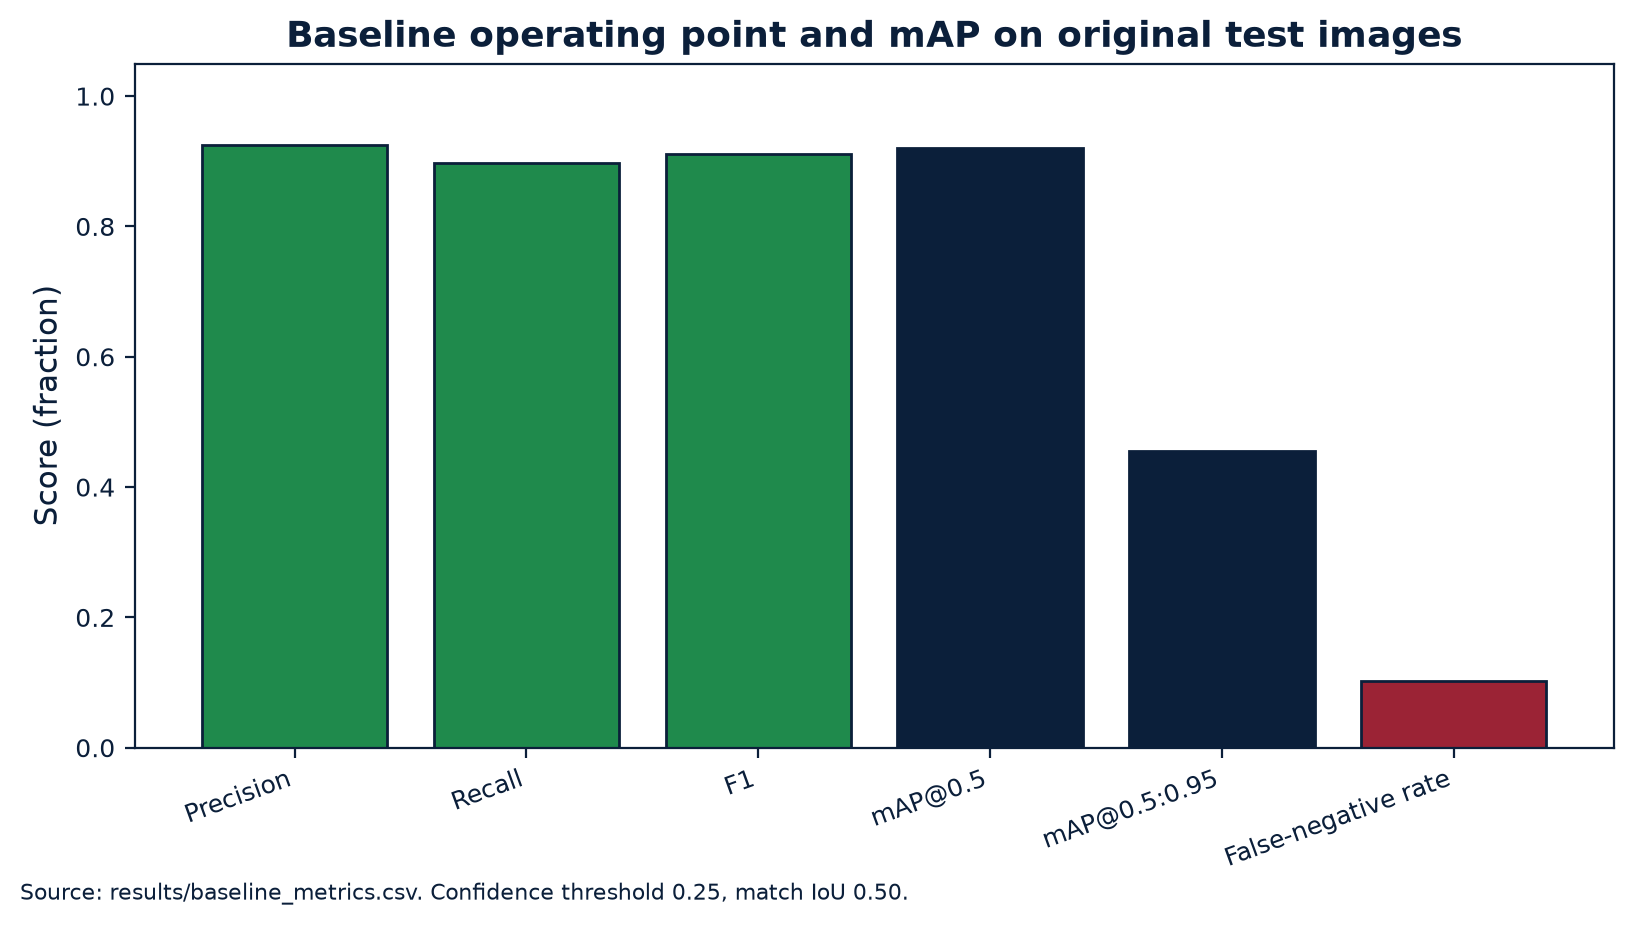 Baseline operating point and mAP on original test images
Score (fraction)
1.0
0.8
0.6
0.4
0.2
0.0
Precision
Recall
F1
mAP@0.5
mAP@0.5:0.95
False-negative rate
Source: results/baseline_metrics.csv. Confidence threshold 0.25, match IoU 0.50.